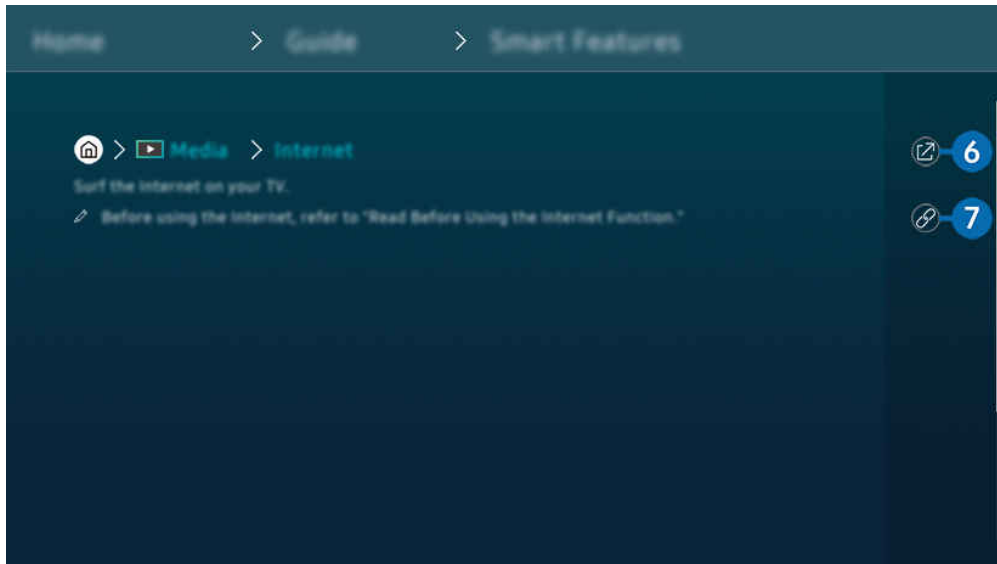 Home > Guide > Smart Features
> Media > Internet
6
Surf the Internet on your TV.
Before using the Internet, refer to "Read Before Using the Internet Function."
7